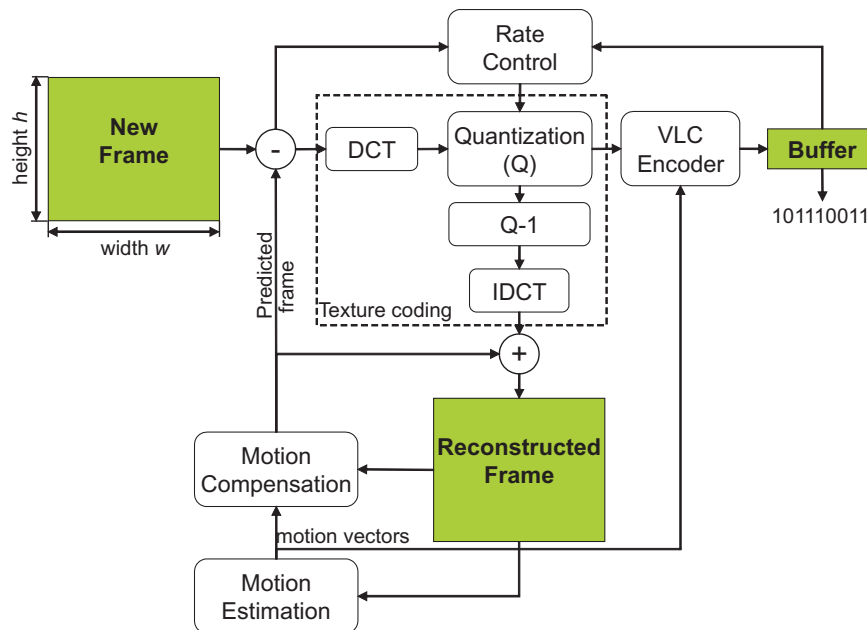 Rate
Control
New
Frame
height h
width w
-
DCT
Quantization
(Q)
VLC
Encoder
Buffer
101110011
Q-1
IDCT
Texture coding
Predicted
frame
+
Reconstructed
Frame
Motion
Compensation
motion vectors
Motion
Estimation